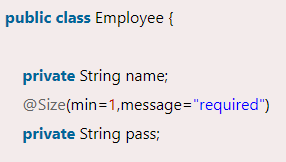 public class Employee {
private String name;
@Size(min=1,message="required")
private String pass;